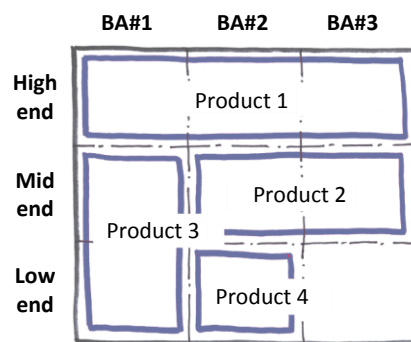 BA#1 BA#2 BA#3
High
end
Product 1
Mid
end
Product 2
Product 3
Low
end
Product 4